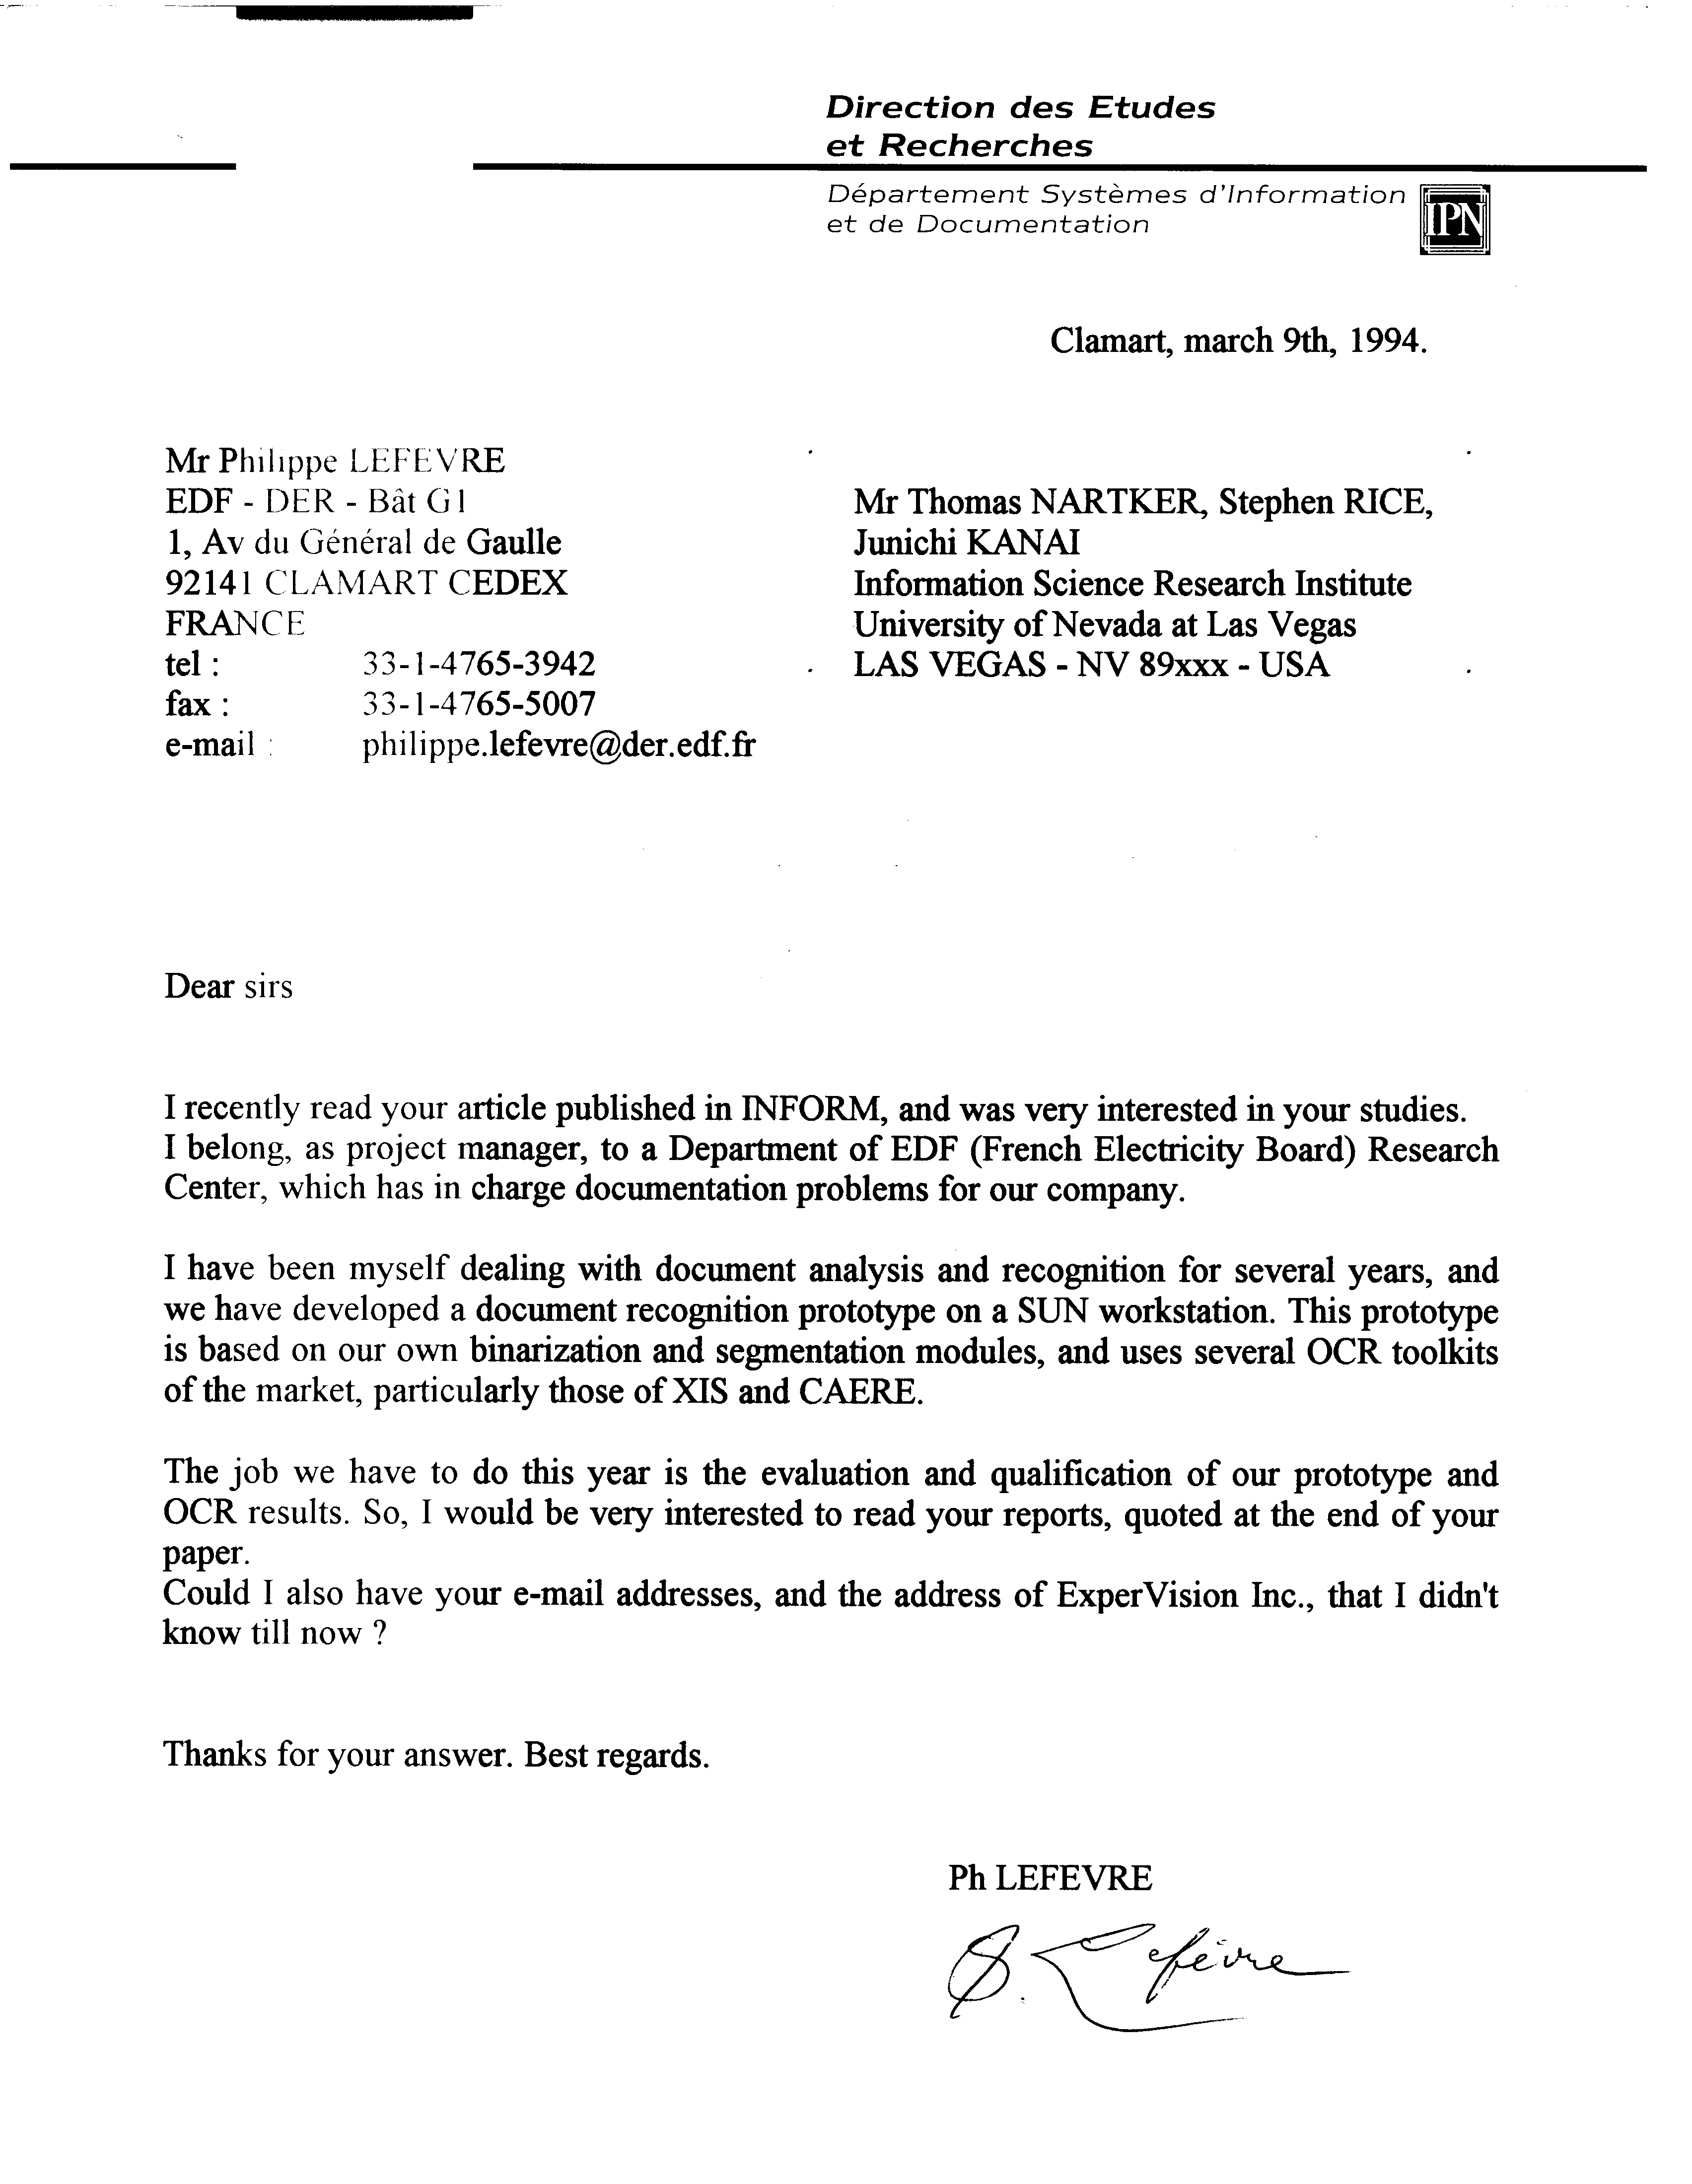 Direction des Etudes
et Recherches
Département Systèmes d'Information
et de Documentation
IPN
Clamart, march 9th, 1994.
Mr Philippe LEFEVRE
EDF - DER - Bât G1
1, Av du Général de Gaulle
92141 CLAMART CEDEX
FRANCE
tel : 33-1-4765-3942
fax : 33-1-4765-5007
e-mail : philippe.lefevre@der.edf.fr
Mr Thomas NARTKER, Stephen RICE,
Junichi KANAI
Information Science Research Institute
University of Nevada at Las Vegas
LAS VEGAS - NV 89xxx - USA
Dear sirs
I recently read your article published in INFORM, and was very interested in your studies.
I belong, as project manager, to a Department of EDF (French Electricity Board) Research
Center, which has in charge documentation problems for our company.
I have been myself dealing with document analysis and recognition for several years, and
we have developed a document recognition prototype on a SUN workstation. This prototype
is based on our own binarization and segmentation modules, and uses several OCR toolkits
of the market, particularly those of XIS and CAERE.
The job we have to do this year is the evaluation and qualification of our prototype and
OCR results. So, I would be very interested to read your reports, quoted at the end of your
paper.
Could I also have your e-mail addresses, and the address of ExperVision Inc., that I didn't
know till now ?
Thanks for your answer. Best regards.
Ph LEFEVRE
P. Lefèvre